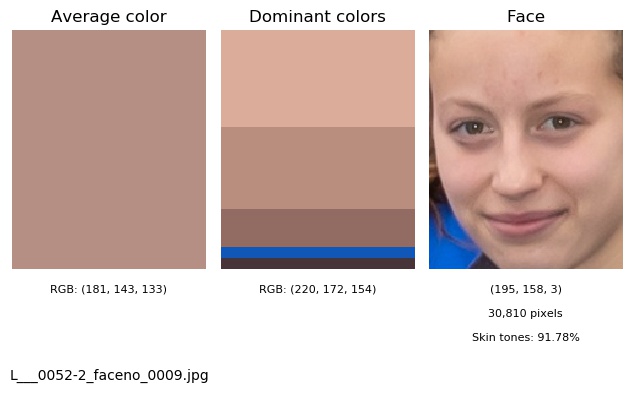 Average color
Dominant colors
Face
RGB: (181, 143, 133)
RGB: (220, 172, 154)
(195, 158, 3)
30,810 pixels
Skin tones: 91.78%
L___0052-2_faceno_0009.jpg